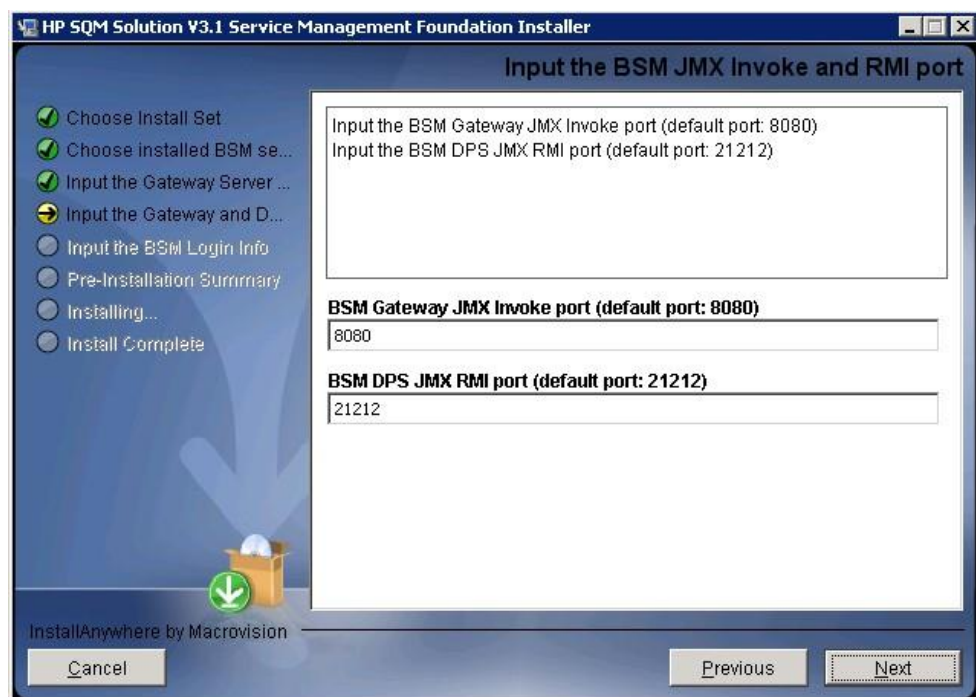 HP SQM Solution V3.1 Service Management Foundation Installer
Input the BSM JMX Invoke and RMI port
Choose Install Set
Choose installed BSM se...
Input the Gateway Server ...
Input the Gateway and D...
Input the BSM Login Info
Pre-Installation Summary
Installing...
Install Complete
Input the BSM Gateway JMX Invoke port (default port: 8080)
Input the BSM DPS JMX RMI port (default port: 21212)
BSM Gateway JMX Invoke port (default port: 8080)
8080
BSM DPS JMX RMI port (default port: 21212)
21212
InstallAnywhere by Macrovision
Cancel
Previous
Next